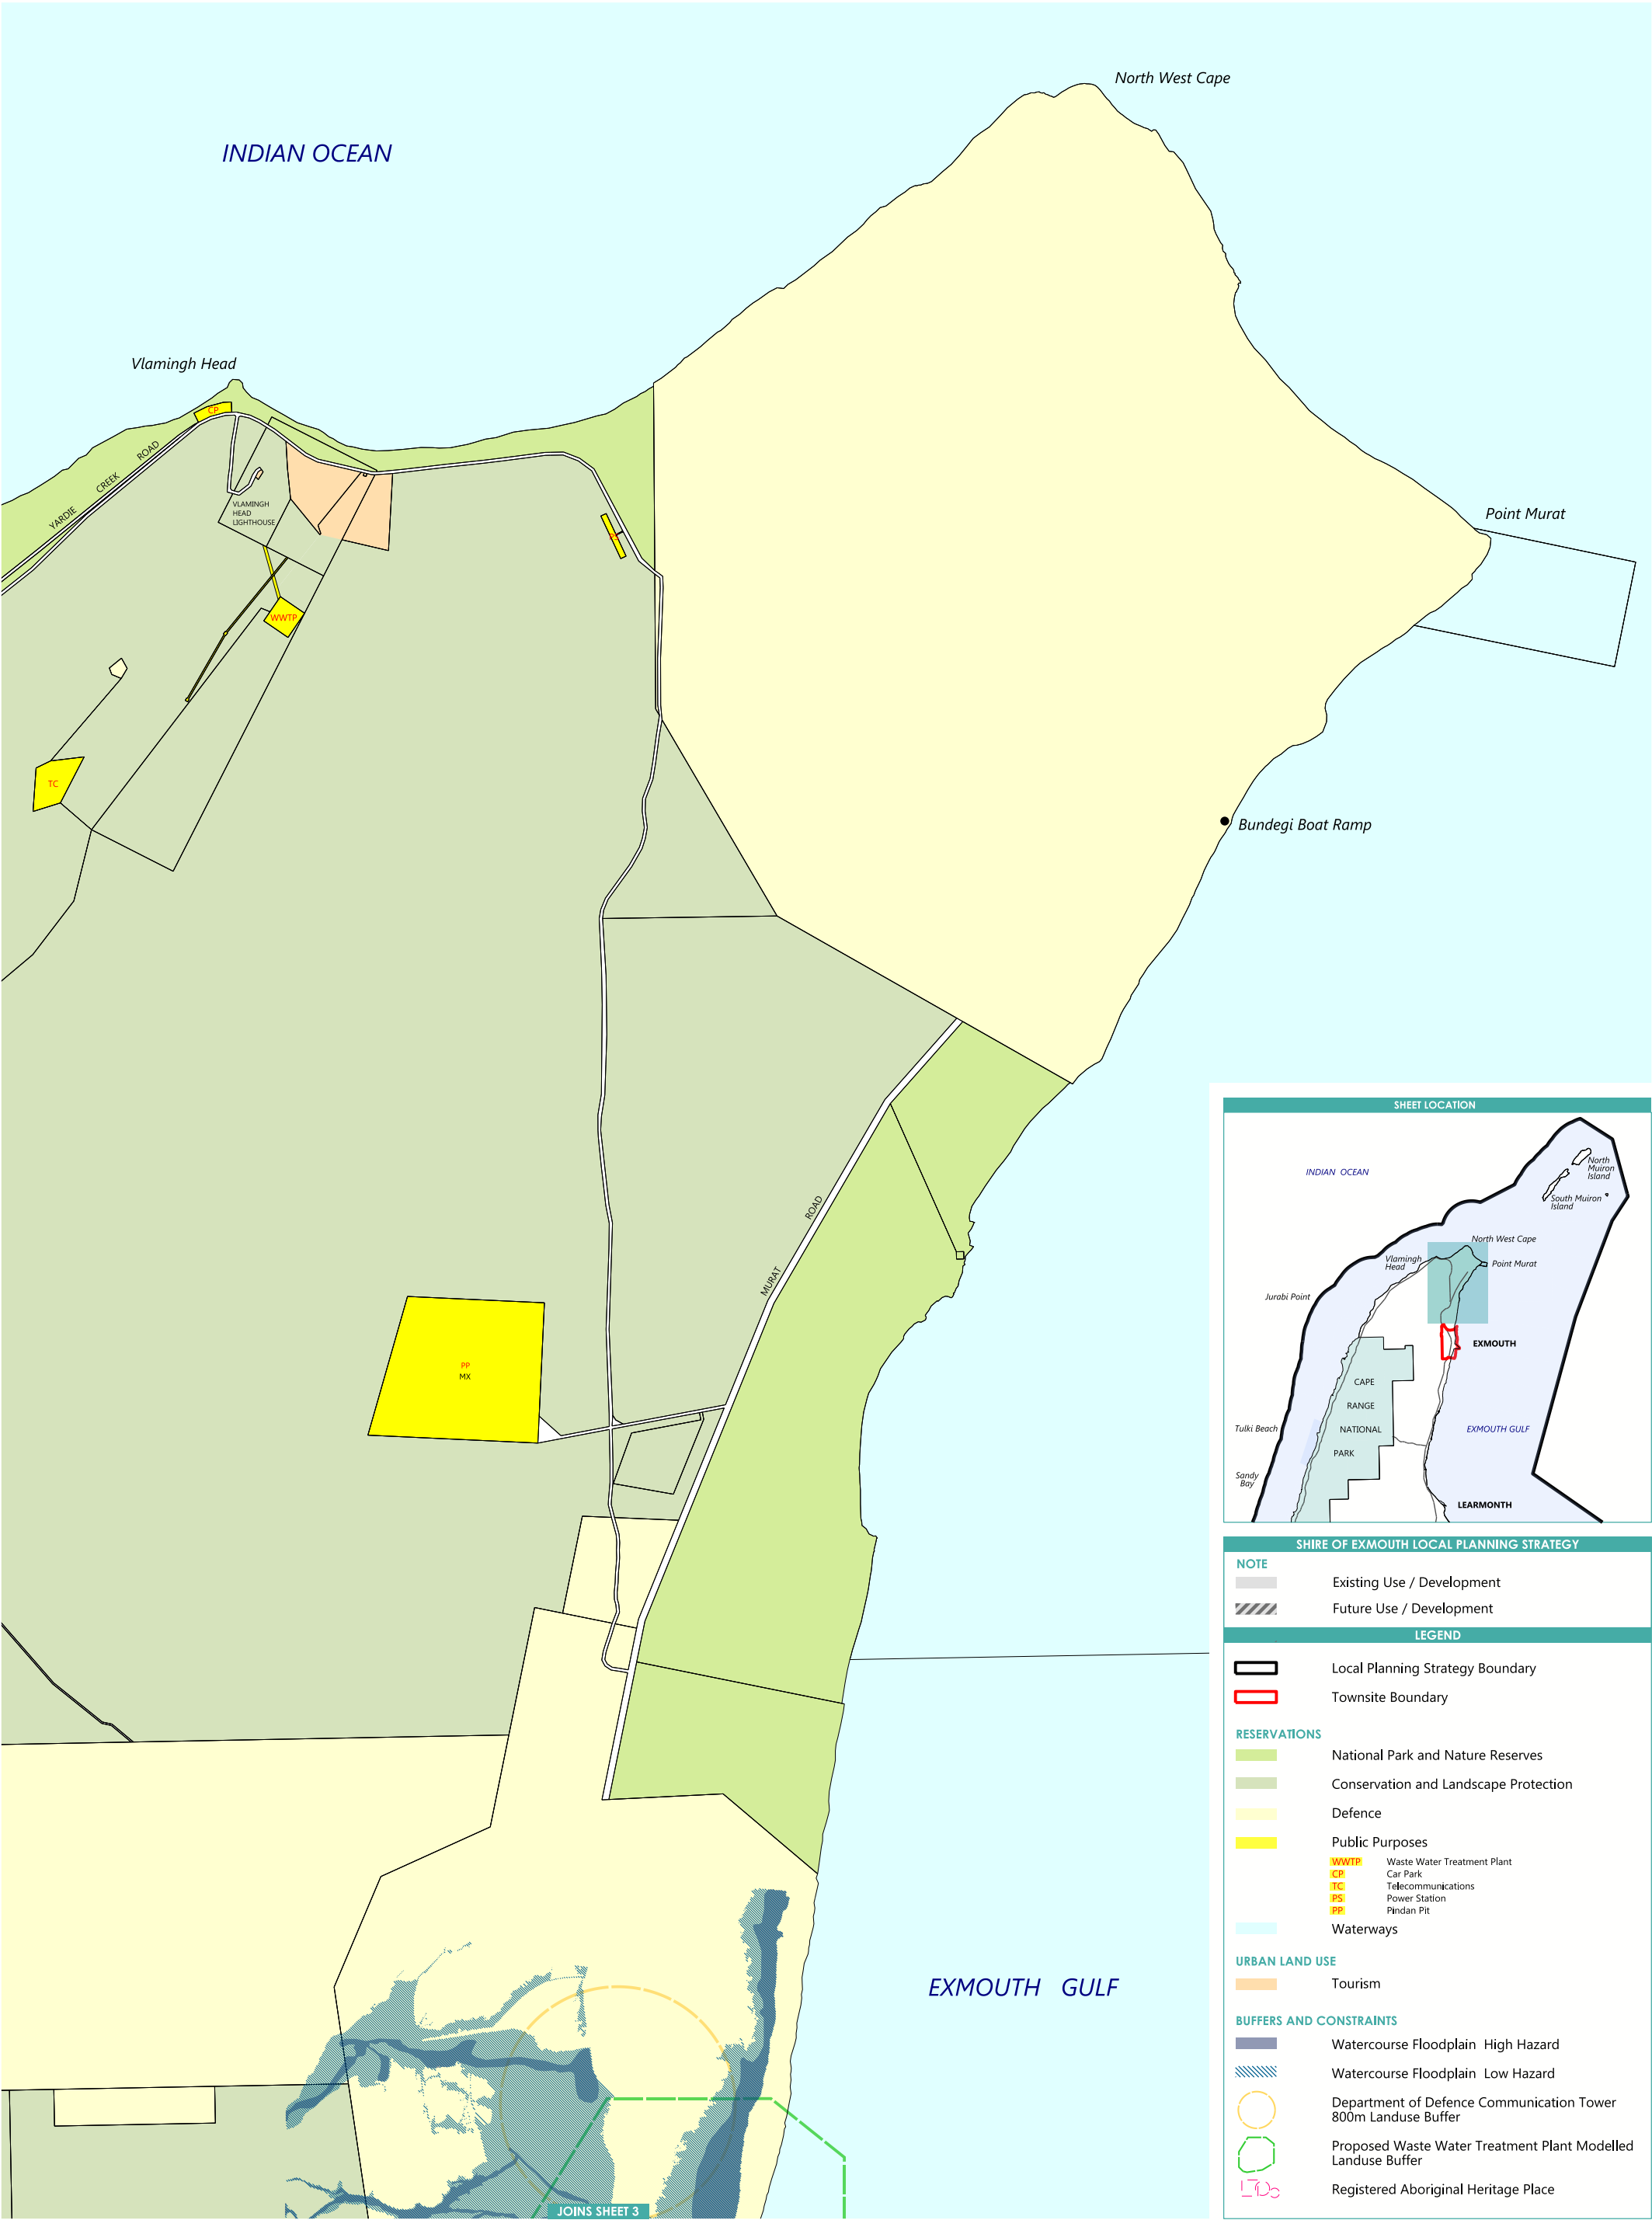 North West Cape
INDIAN OCEAN
Vlamingh Head
CP
YARDIE CREEK ROAD
VLAMINGH
HEAD
LIGHTHOUSE
PS
Point Murat
WWTP
TC
Bundegi Boat Ramp
MURAT ROAD
PP
MX
EXMOUTH GULF
JOINS SHEET 3
SHEET LOCATION
INDIAN OCEAN
North
Muiron
Island
South Muiron
Island
North West Cape
Vlamingh
Head
Point Murat
Jurabi Point
EXMOUTH
CAPE
RANGE
NATIONAL
PARK
Tulki Beach
EXMOUTH GULF
Sandy
Bay
LEARMONTH
SHIRE OF EXMOUTH LOCAL PLANNING STRATEGY
NOTE
Existing Use / Development
Future Use / Development
LEGEND
Local Planning Strategy Boundary
Townsite Boundary
RESERVATIONS
National Park and Nature Reserves
Conservation and Landscape Protection
Defence
Public Purposes
WWTP Waste Water Treatment Plant
CP Car Park
TC Telecommunications
PS Power Station
PP Pindan Pit
Waterways
URBAN LAND USE
Tourism
BUFFERS AND CONSTRAINTS
Watercourse Floodplain High Hazard
Watercourse Floodplain Low Hazard
Department of Defence Communication Tower
800m Landuse Buffer
Proposed Waste Water Treatment Plant Modelled
Landuse Buffer
Registered Aboriginal Heritage Place